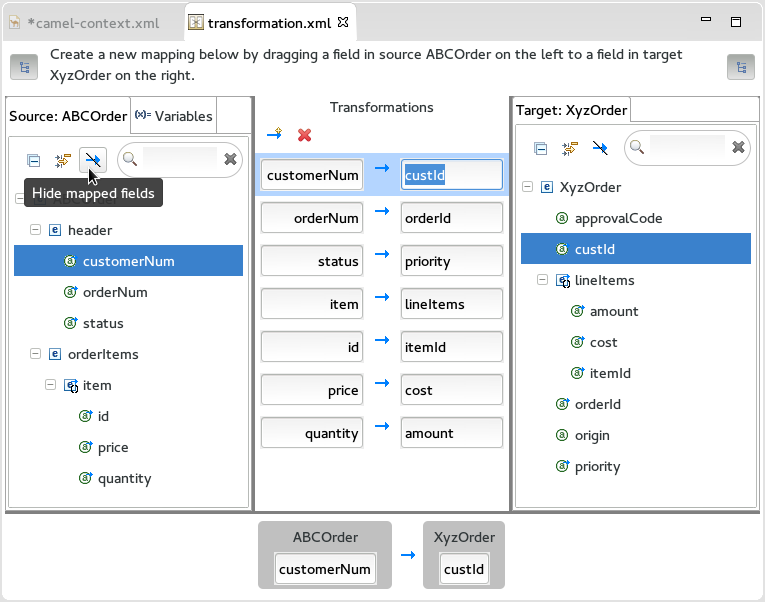 *camel-context.xml
transformation.xml
Create a new mapping below by dragging a field in source ABCOrder on the left to a field in target
XyzOrder on the right.
Source: ABCOrder
(x)= Variables
Hide mapped fields
header
customerNum
orderNum
status
orderItems
item
id
price
quantity
Transformations
customerNum custId
orderNum orderId
status priority
item lineItems
id itemId
price cost
quantity amount
Target: XyzOrder
XyzOrder
approvalCode
custId
lineItems
amount
cost
itemId
orderId
origin
priority
ABCOrder
customerNum
XyzOrder
custId